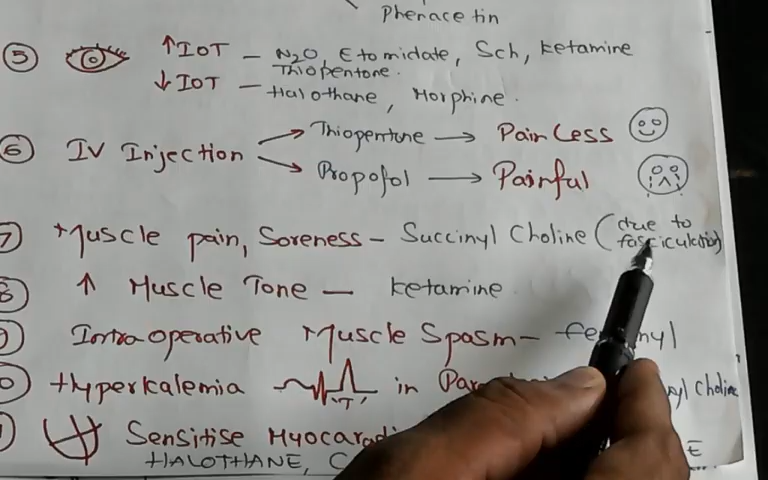 Phenacetin
5 ↑IOT - N2O, Etomidate, Sch, Ketamine
Thiopentone.
↓IOT - Halothane, Morphine.
6 IV Injection → Thiopentone → Painless
→ Propofol → Painful
7 Muscle pain, Soreness - Succinyl Choline (due to
fasciculation)
8 ↑ Muscle Tone - Ketamine
Intraoperative Muscle Spasm -
Hyperkalemia 'T' in
Sensitise
HALOTHANE,